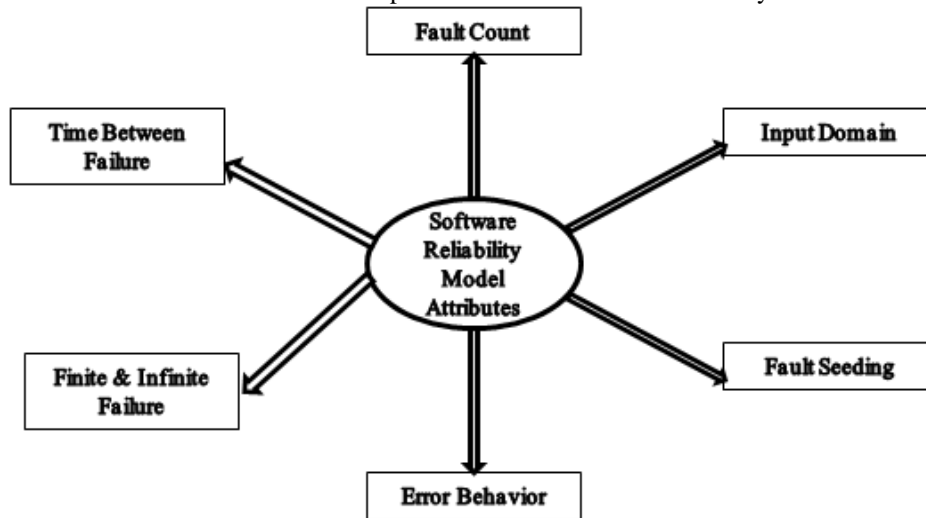 Fault Count
Time Between
Failure
Input Domain
Software
Reliability
Model
Attributes
Finite & Infinite
Failure
Fault Seeding
Error Behavior